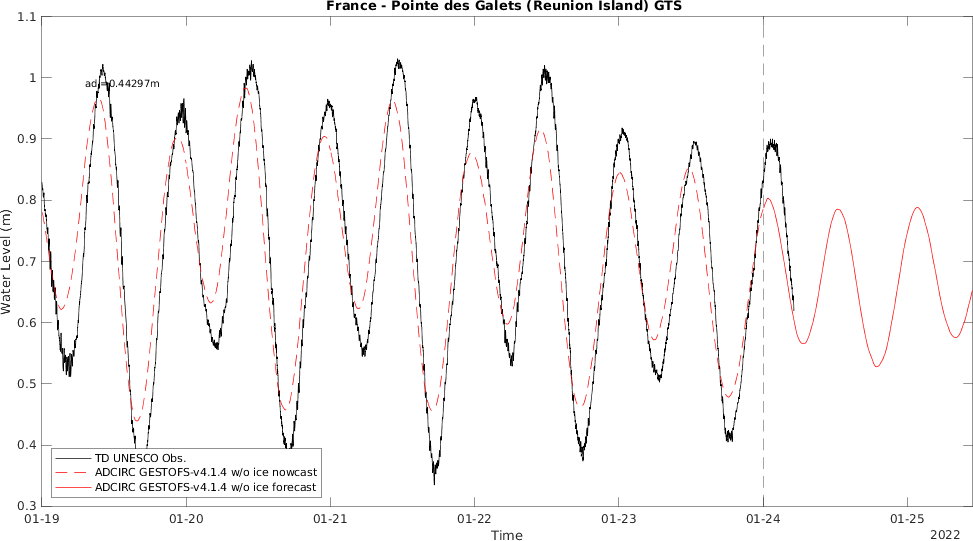 France - Pointe des Galets (Reunion Island) GTS
1.1
1
0.9
0.8
0.7
0.6
0.5
0.4
0.3
Water Level (m)
adj=0.44297m
TD UNESCO Obs.
ADCIRC GESTOFS-v4.1.4 w/o ice nowcast
ADCIRC GESTOFS-v4.1.4 w/o ice forecast
01-19 01-20 01-21 01-22 01-23 01-24 01-25
Time
2022